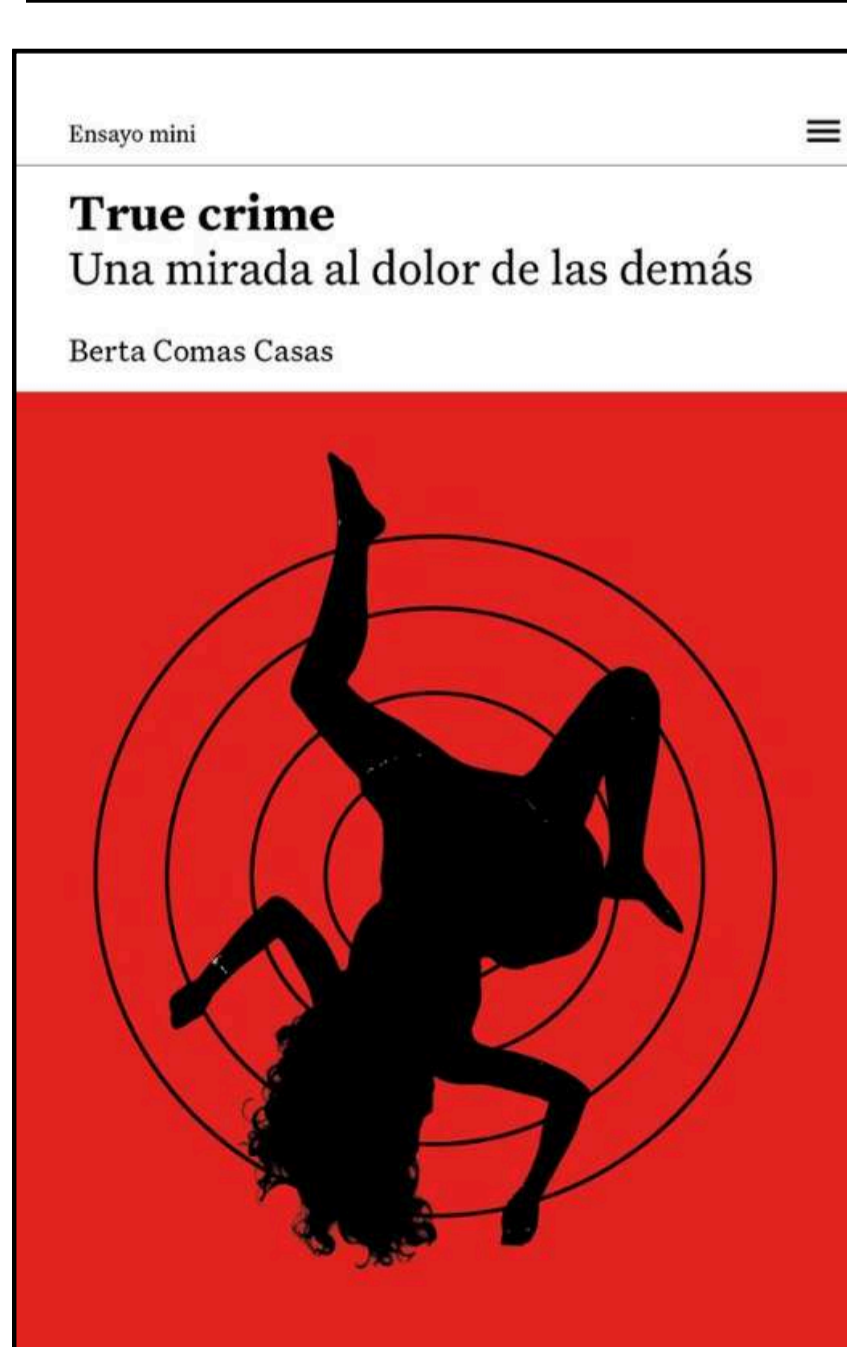 Ensayo mini
True crime
Una mirada al dolor de las demás
Berta Comas Casas